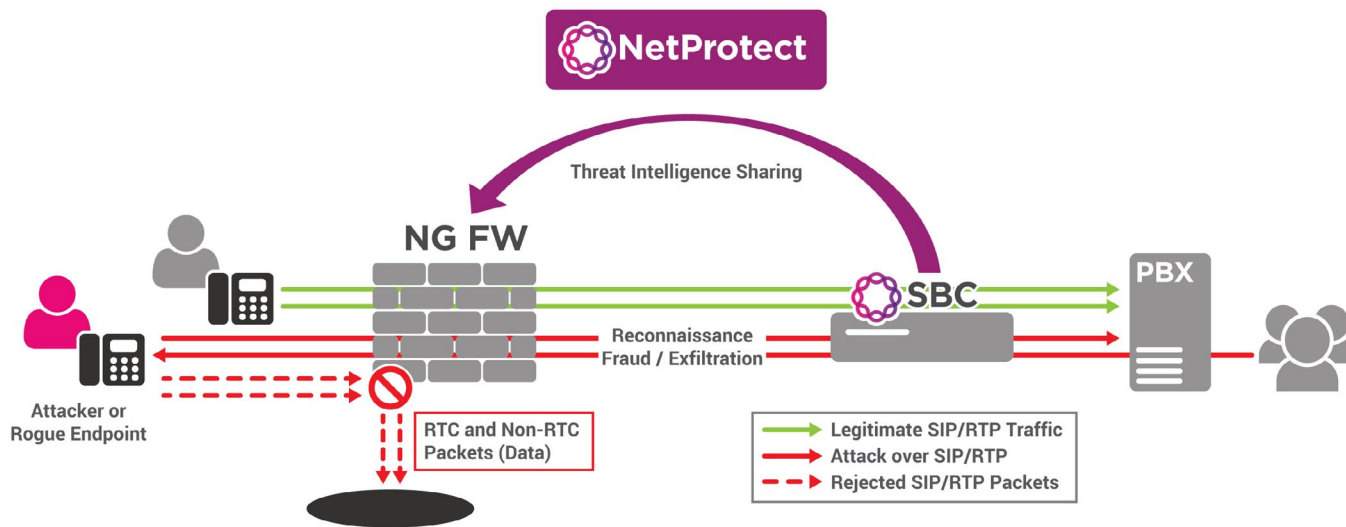 NetProtect
Threat Intelligence Sharing
NG FW
SBC
PBX
Reconnaissance
Fraud / Exfiltration
Attacker or
Rogue Endpoint
RTC and Non-RTC
Packets (Data)
Legitimate SIP/RTP Traffic
Attack over SIP/RTP
Rejected SIP/RTP Packets